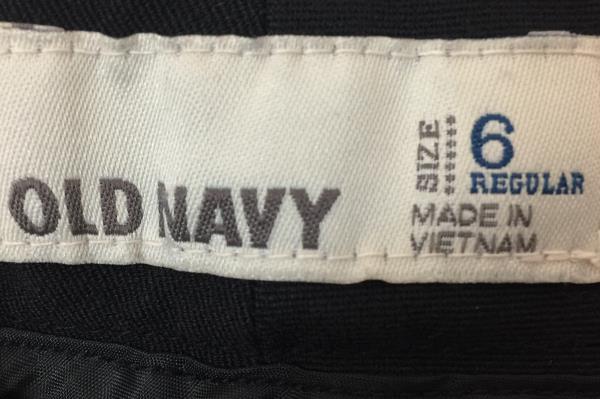 OLD NAVY
SIZE
6
REGULAR
MADE IN
VIETNAM